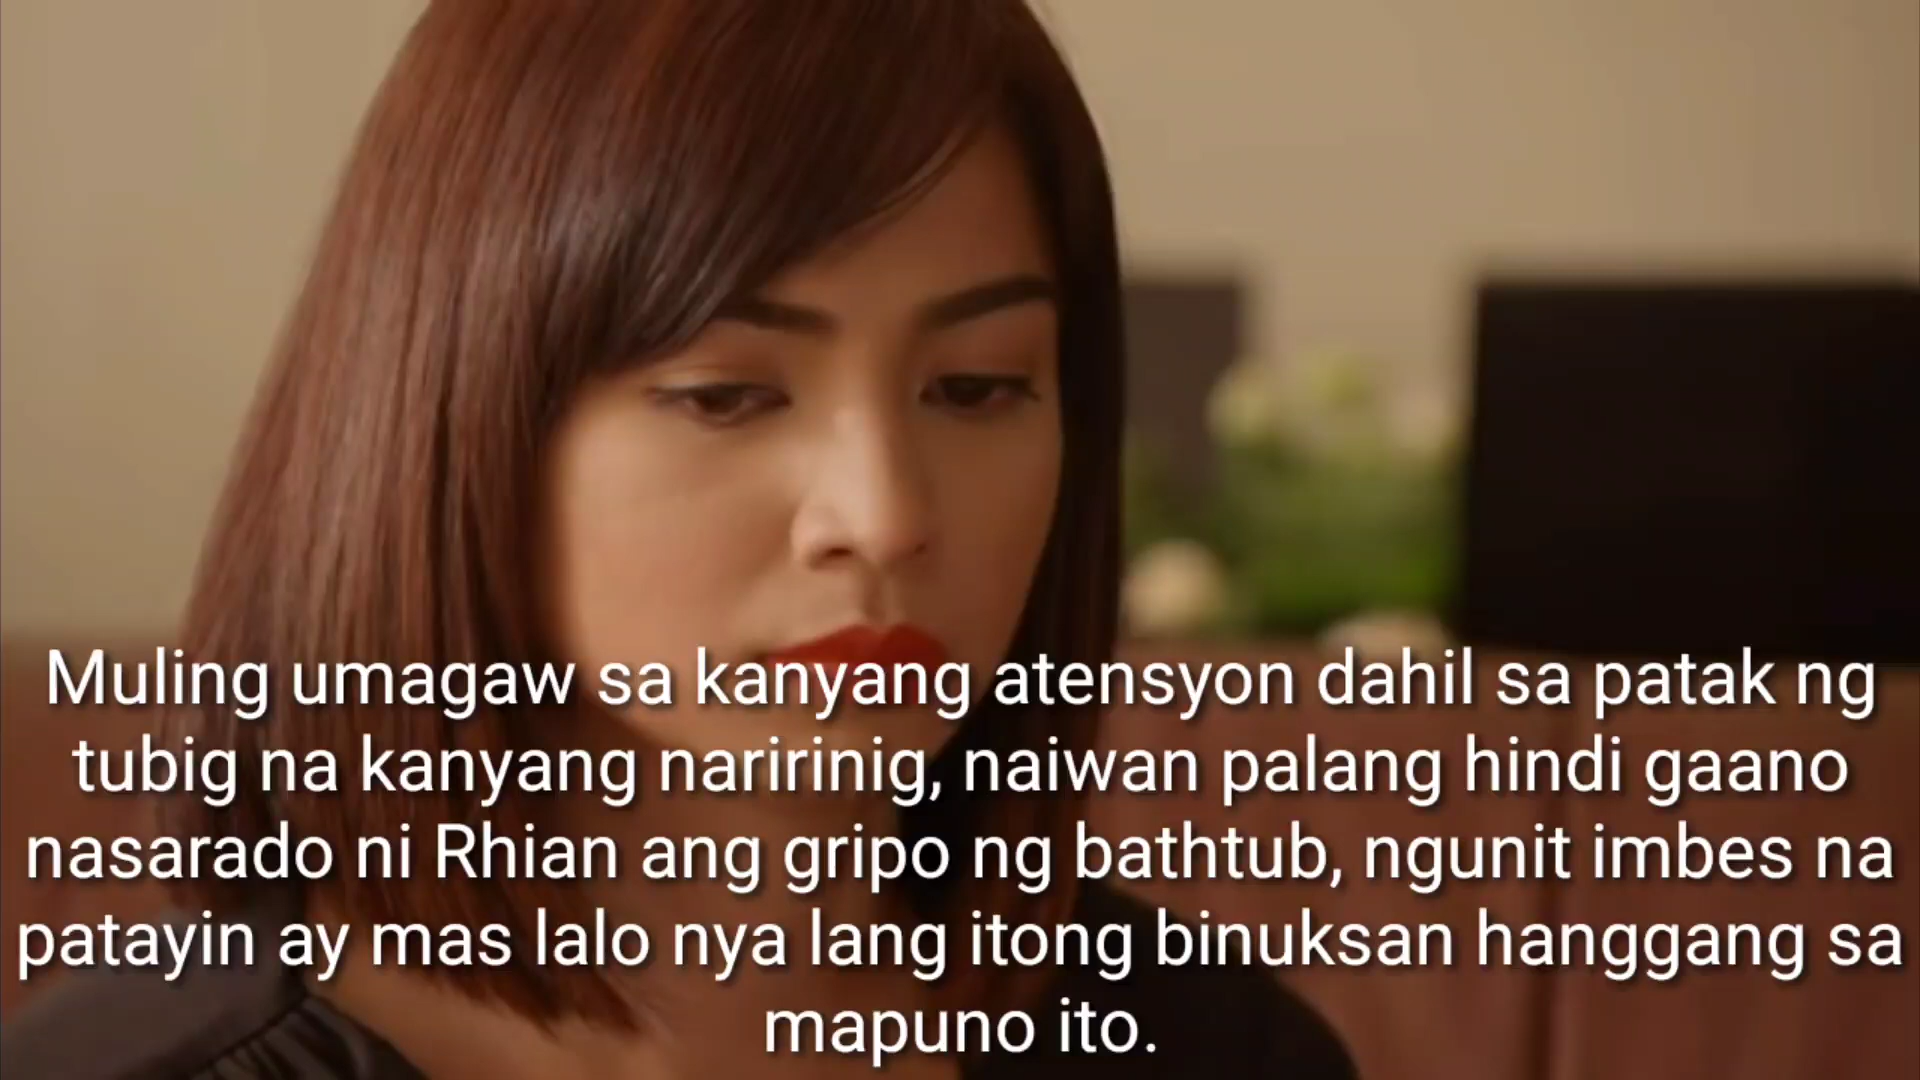 Muling umagaw sa kanyang atensyon dahil sa patak ng
tubig na kanyang naririnig, naiwan palang hindi gaano
nasarado ni Rhian ang gripo ng bathtub, ngunit imbes na
patayin ay mas lalo nya lang itong binuksan hanggang sa
mapuno ito.